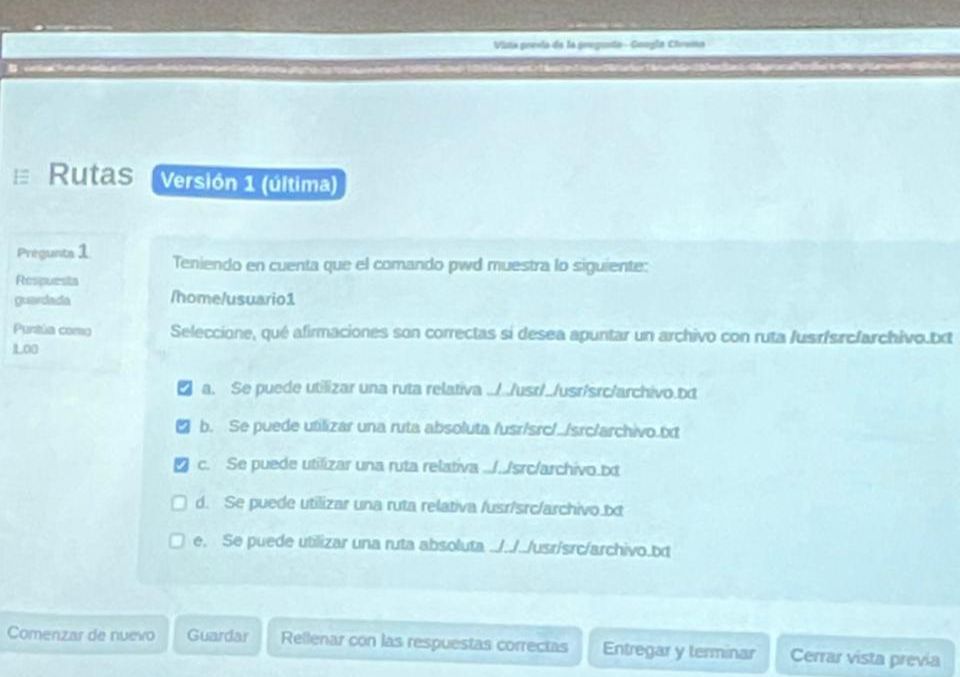 Vista previa de la pregunta - Google Chrome
Rutas Versión 1 (última)
Pregunta 1
Respuesta
guardada
Puntúa como
1,00
Teniendo en cuenta que el comando pwd muestra lo siguiente:
/home/usuario1
Seleccione, qué afirmaciones son correctas si desea apuntar un archivo con ruta /usr/src/archivo.txt
a. Se puede utilizar una ruta relativa ../../usr/../usr/src/archivo.txt
b. Se puede utilizar una ruta absoluta /usr/src/../src/archivo.txt
c. Se puede utilizar una ruta relativa ../../src/archivo.txt
d. Se puede utilizar una ruta relativa /usr/src/archivo.txt
e. Se puede utilizar una ruta absoluta ../../../usr/src/archivo.txt
Comenzar de nuevo Guardar Rellenar con las respuestas correctas Entregar y terminar Cerrar vista previa